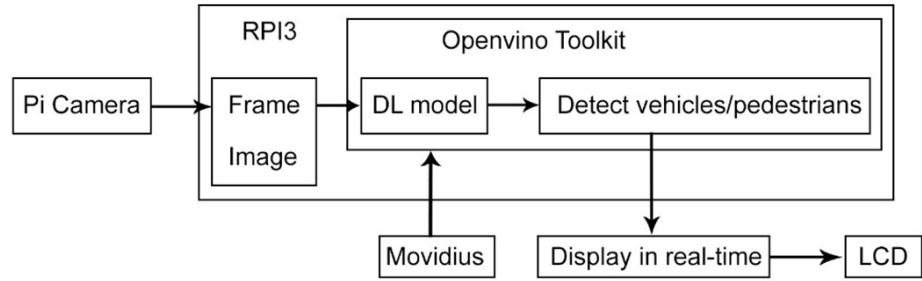 RPI3
Openvino Toolkit
Pi Camera
Frame
Image
DL model
Detect vehicles/pedestrians
Movidius
Display in real-time
LCD